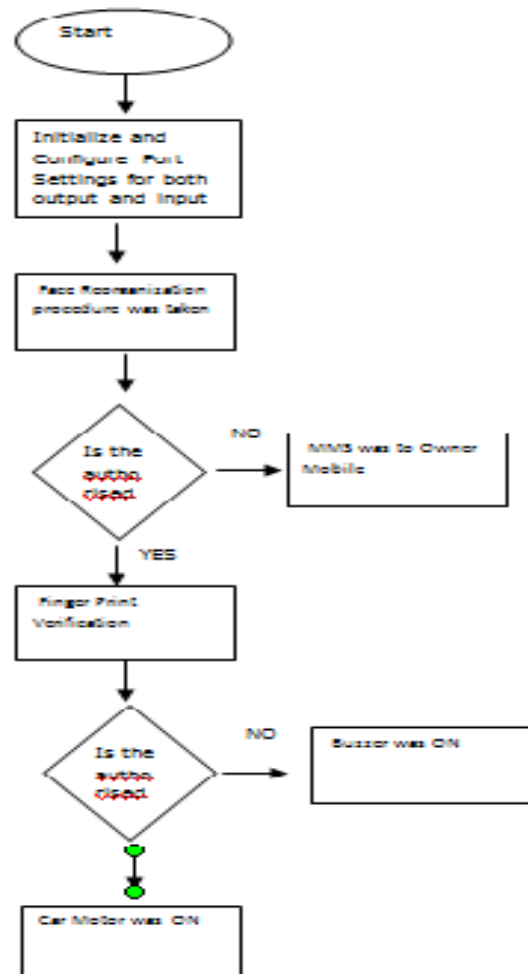 Start
Initialize and
Configure Port
Settings for both
output and input
Face Reorganization
procedure was taken
Is the
autho
rised
NO
MMS was to Owner
Mobile
YES
Finger Print
Verification
Is the
autho
rised
NO
Buzzer was ON
Car Motor was ON